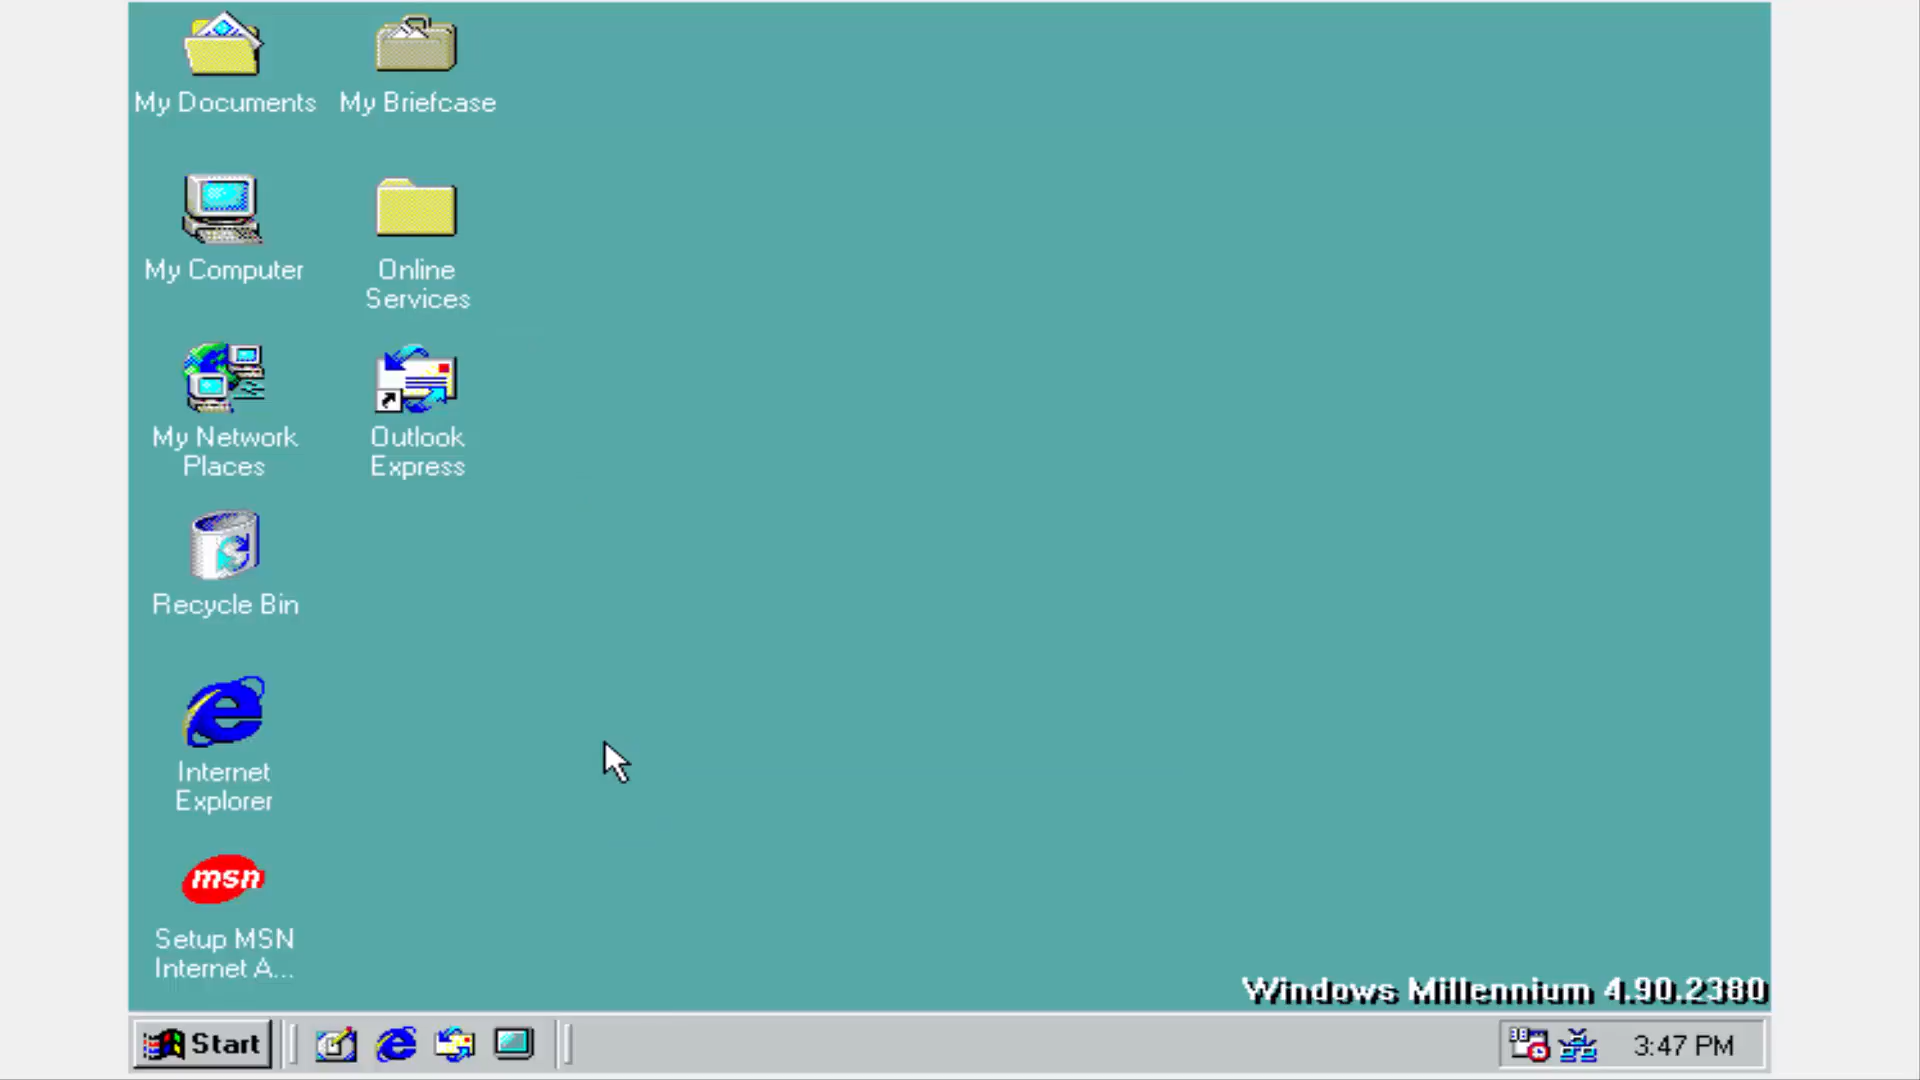 My Documents
My Briefcase
My Computer
Online
Services
My Network
Places
Outlook
Express
Recycle Bin
Internet
Explorer
msn
Setup MSN
Internet A...
Windows Millennium 4.90.2380
Start
3:47 PM